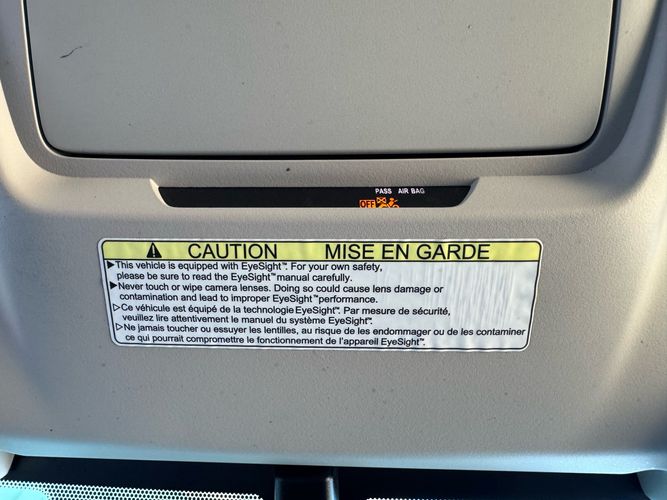 PASS AIR BAG
OFF
CAUTION MISE EN GARDE
▶This vehicle is equipped with EyeSight™. For your own safety,
please be sure to read the EyeSight™ manual carefully.
▶Never touch or wipe camera lenses. Doing so could cause lens damage or
contamination and lead to improper EyeSight™ performance.
▷Ce véhicule est équipé de la technologie EyeSight™. Par mesure de sécurité,
veuillez lire attentivement le manuel du système EyeSight™.
▷Ne jamais toucher ou essuyer les lentilles, au risque de les endommager ou de les contaminer
ce qui pourrait compromettre le fonctionnement de l'appareil EyeSight™.